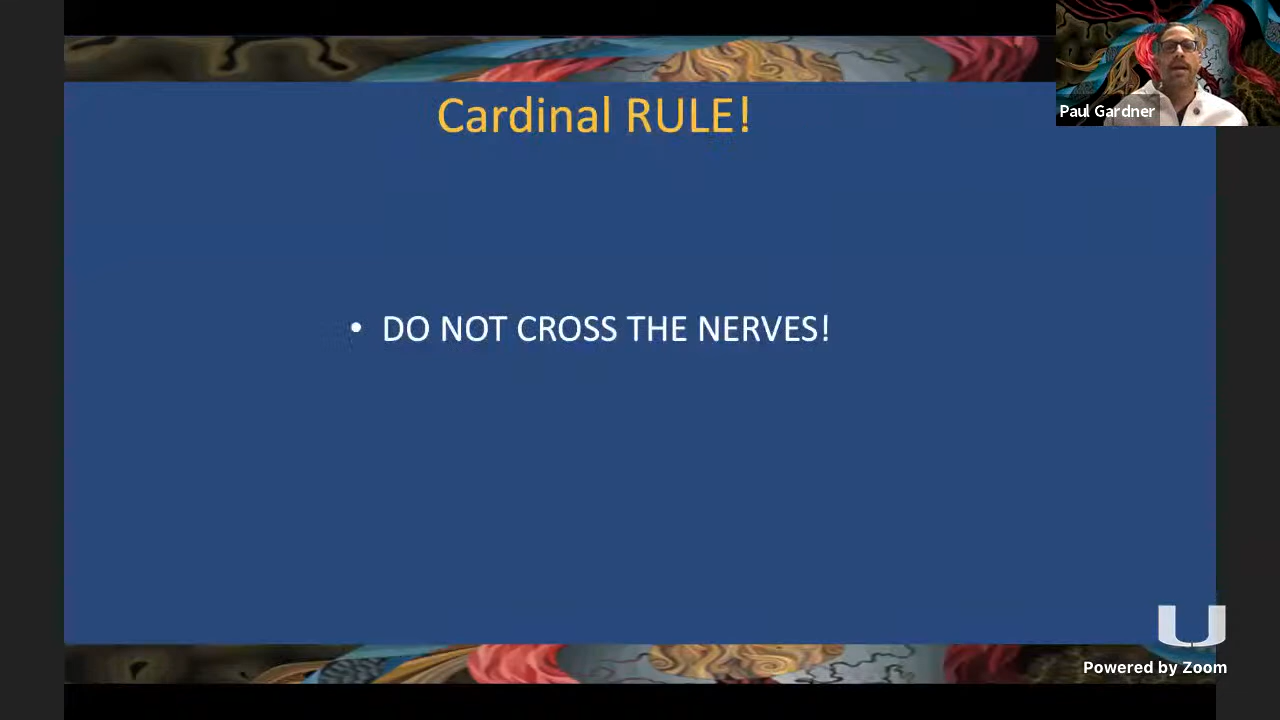 Cardinal RULE!
Paul Gardner
• DO NOT CROSS THE NERVES!
U
Powered by Zoom